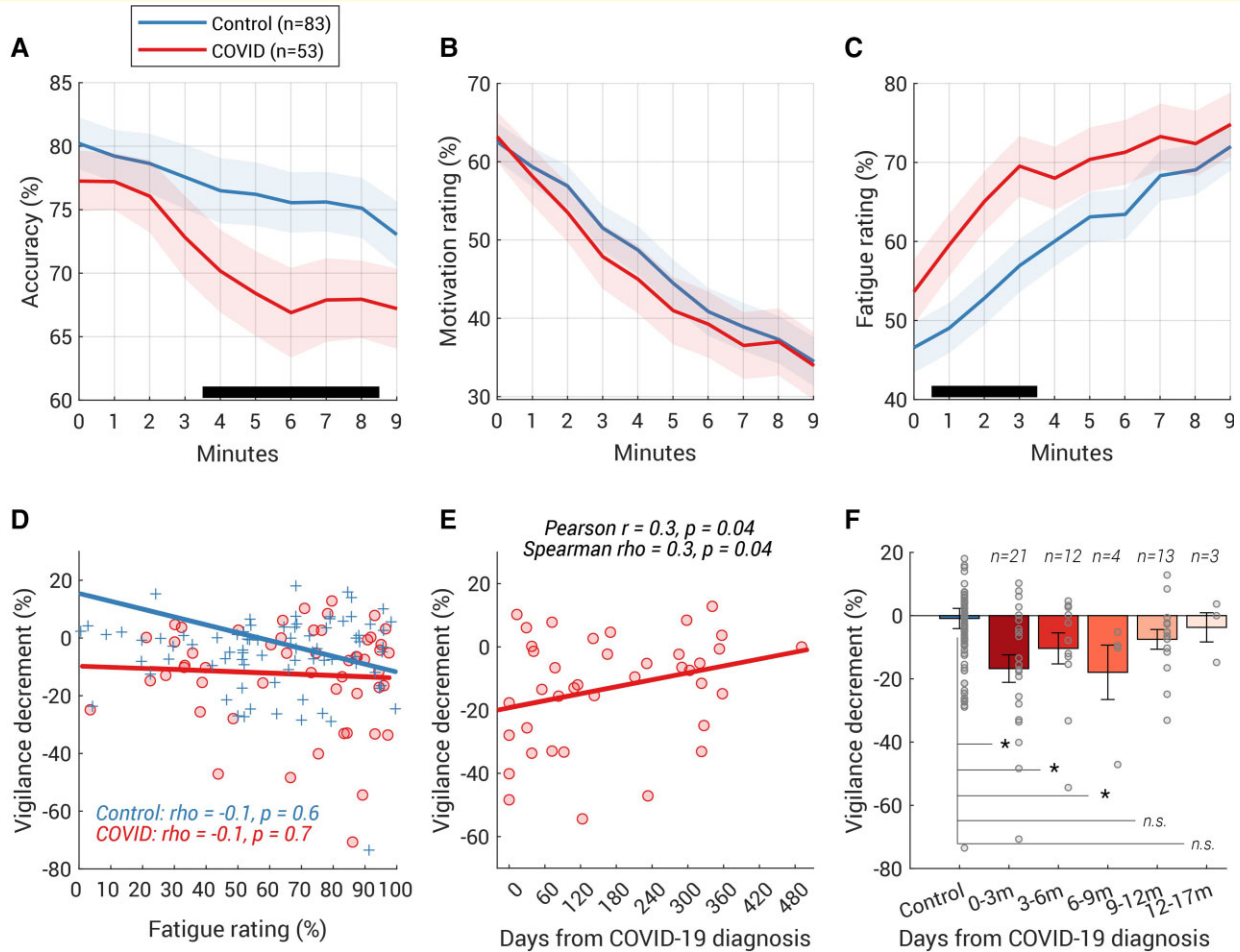 Control (n=83)
COVID (n=53)
A
B
C
85
80
75
70
65
60
Accuracy (%)
0 1 2 3 4 5 6 7 8 9
Minutes
70
60
50
40
30
Motivation rating (%)
0 1 2 3 4 5 6 7 8 9
Minutes
80
70
60
50
40
Fatigue rating (%)
0 1 2 3 4 5 6 7 8 9
Minutes
D
20
0
-20
-40
-60
-80
Vigilance decrement (%)
Control: rho = -0.1, p = 0.6
COVID: rho = -0.1, p = 0.7
0 10 20 30 40 50 60 70 80 90 100
Fatigue rating (%)
E
Pearson r = 0.3, p = 0.04
Spearman rho = 0.3, p = 0.04
20
0
-20
-40
-60
Vigilance decrement (%)
0 60 120 180 240 300 360 420 480
Days from COVID-19 diagnosis
F
n=21 n=12 n=4 n=13 n=3
20
0
-20
-40
-60
-80
Vigilance decrement (%)
*
*
*
n.s.
n.s.
Control 0-3m 3-6m 6-9m 9-12m 12-17m
Days from COVID-19 diagnosis